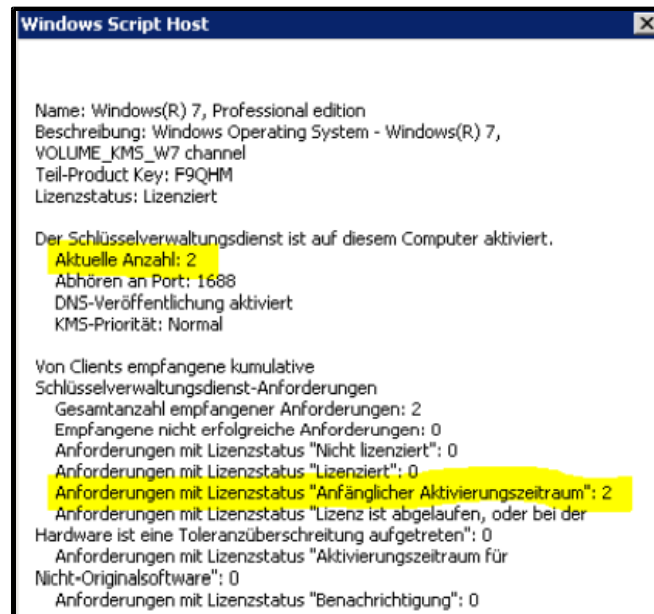 Windows Script Host
Name: Windows(R) 7, Professional edition
Beschreibung: Windows Operating System - Windows(R) 7,
VOLUME_KMS_W7 channel
Teil-Product Key: F9QHM
Lizenzstatus: Lizenziert
Der Schlüsselverwaltungsdienst ist auf diesem Computer aktiviert.
Aktuelle Anzahl: 2
Abhören an Port: 1688
DNS-Veröffentlichung aktiviert
KMS-Priorität: Normal
Von Clients empfangene kumulative
Schlüsselverwaltungsdienst-Anforderungen
Gesamtanzahl empfangener Anforderungen: 2
Empfangene nicht erfolgreiche Anforderungen: 0
Anforderungen mit Lizenzstatus "Nicht lizenziert": 0
Anforderungen mit Lizenzstatus "Lizenziert": 0
Anforderungen mit Lizenzstatus "Anfänglicher Aktivierungszeitraum": 2
Anforderungen mit Lizenzstatus "Lizenz ist abgelaufen, oder bei der
Hardware ist eine Toleranzüberschreitung aufgetreten": 0
Anforderungen mit Lizenzstatus "Aktivierungszeitraum für
Nicht-Originalsoftware": 0
Anforderungen mit Lizenzstatus "Benachrichtigung": 0